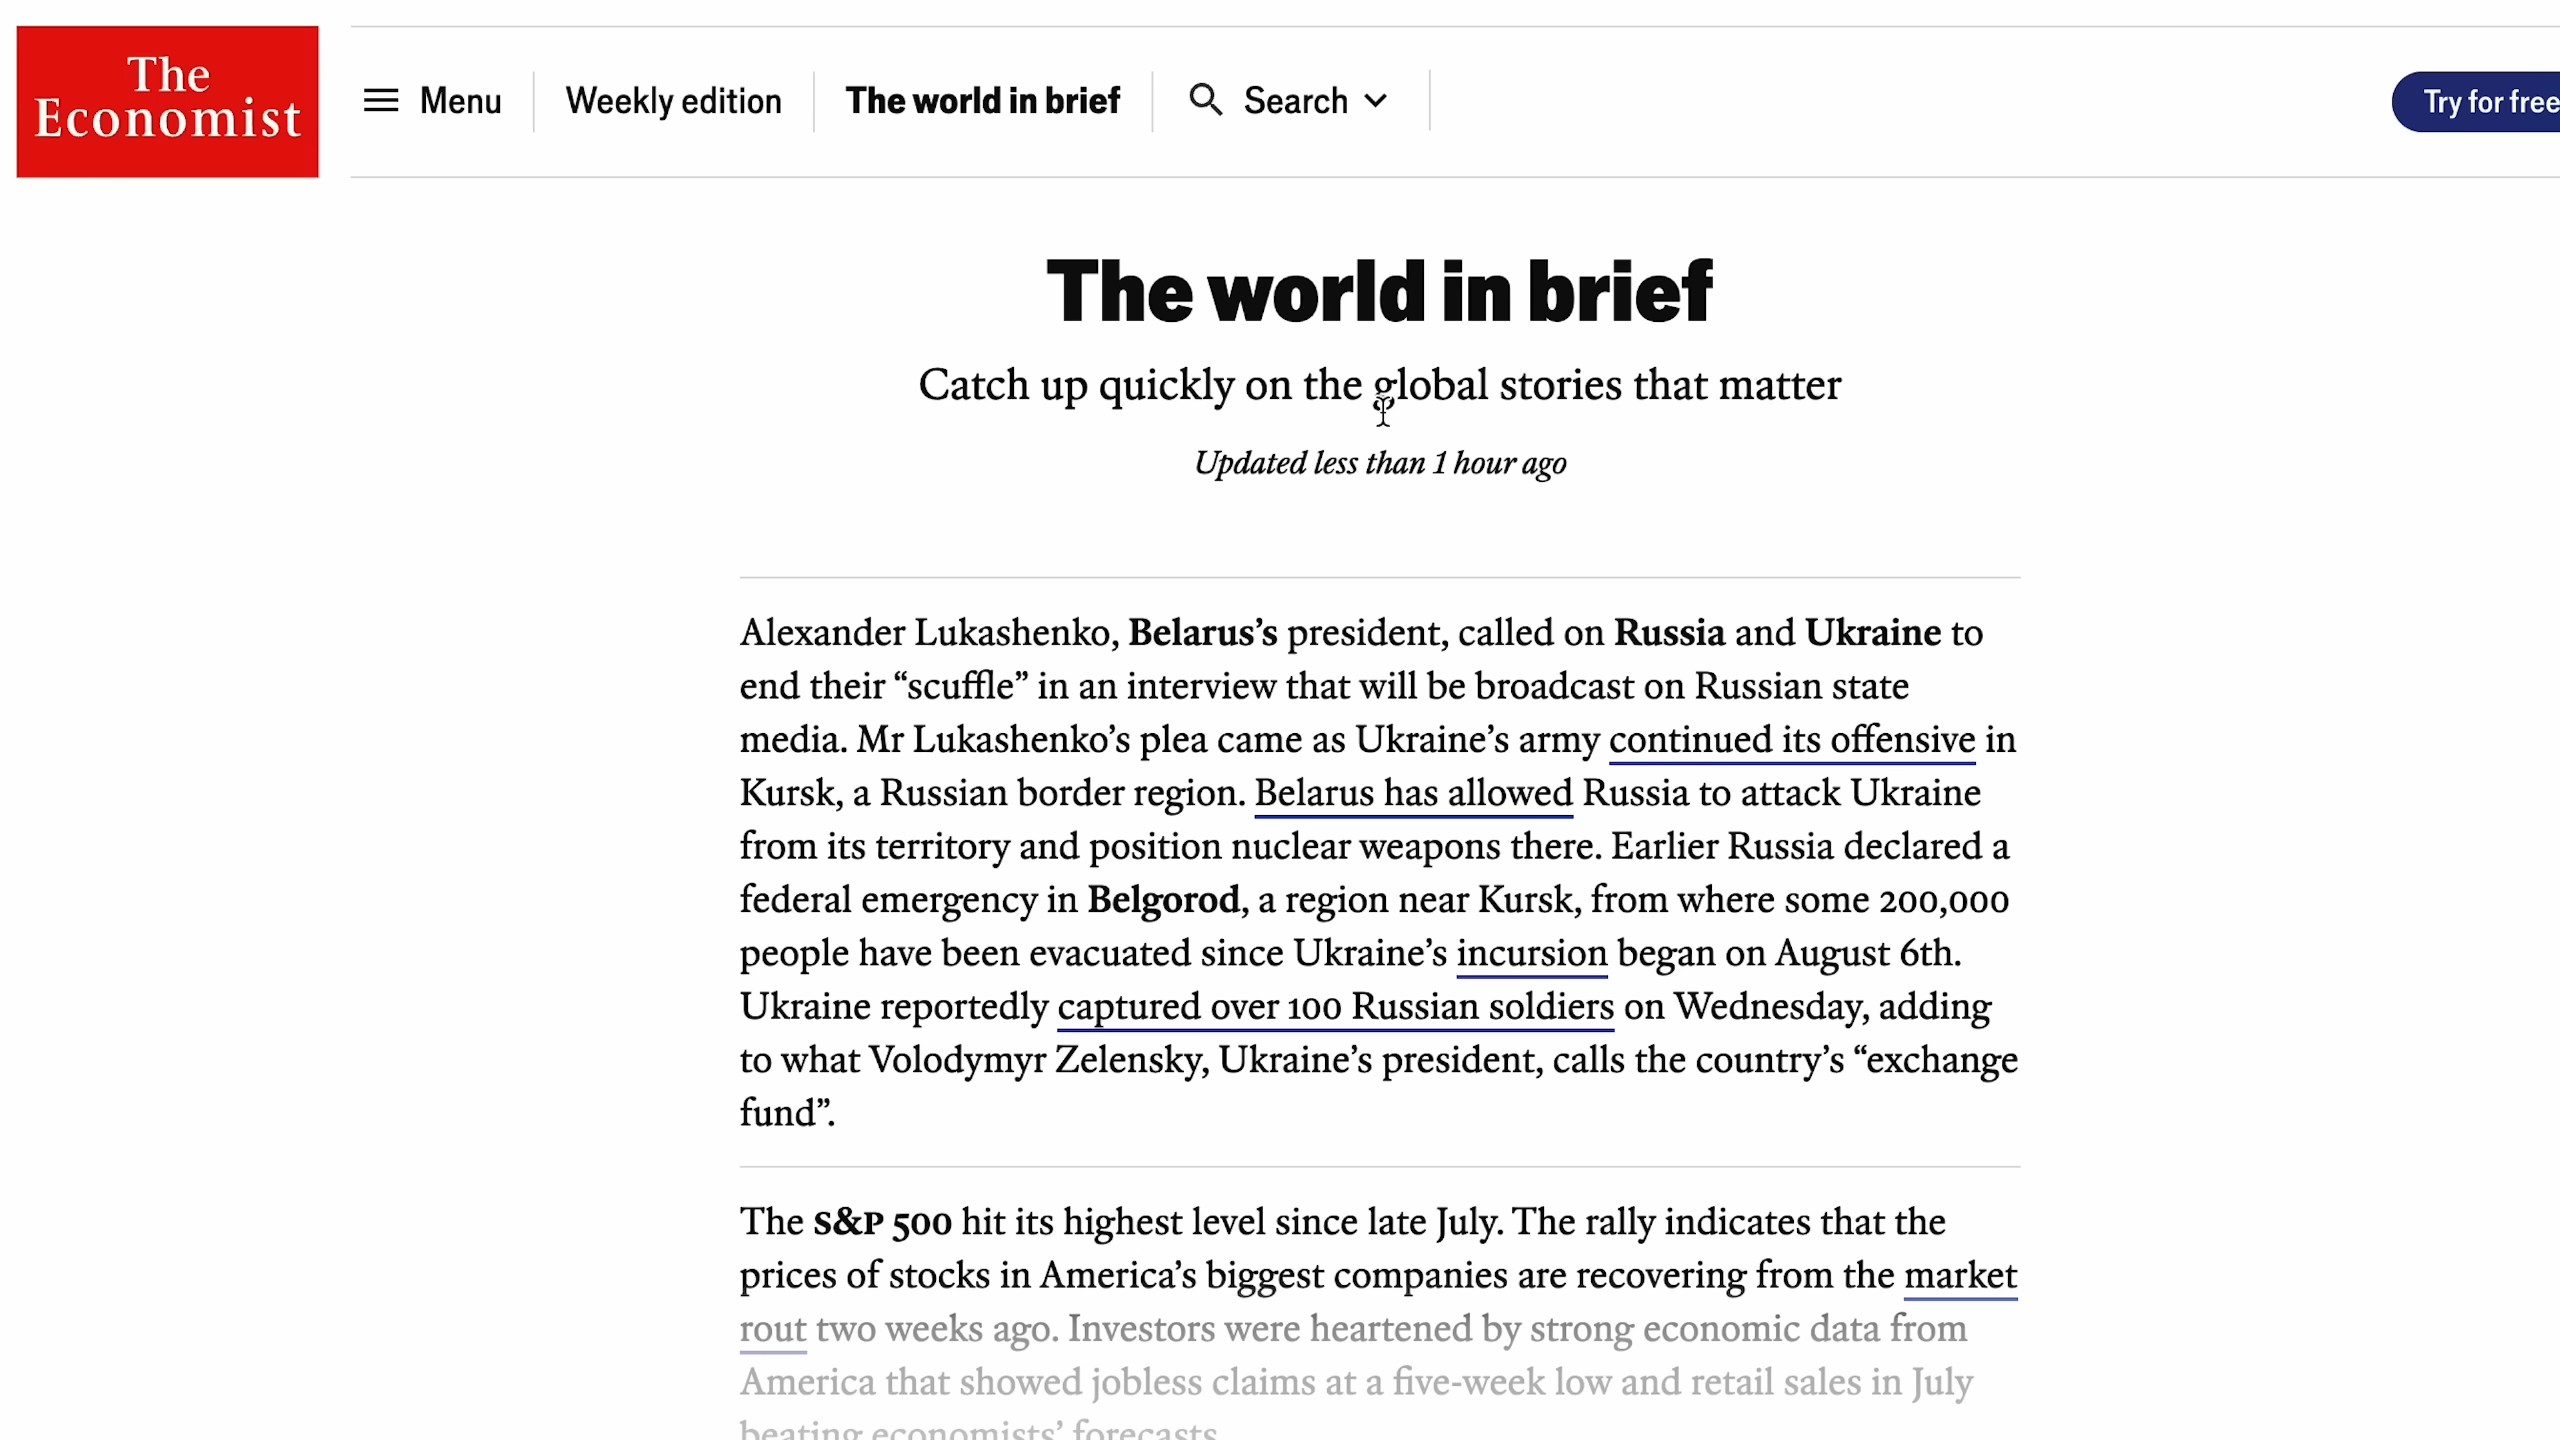 The
Economist
Menu
Weekly edition
The world in brief
Search
Try for free
The world in brief
Catch up quickly on the global stories that matter
Updated less than 1 hour ago
Alexander Lukashenko, Belarus’s president, called on Russia and Ukraine to
end their “scuffle” in an interview that will be broadcast on Russian state
media. Mr Lukashenko’s plea came as Ukraine’s army continued its offensive in
Kursk, a Russian border region. Belarus has allowed Russia to attack Ukraine
from its territory and position nuclear weapons there. Earlier Russia declared a
federal emergency in Belgorod, a region near Kursk, from where some 200,000
people have been evacuated since Ukraine’s incursion began on August 6th.
Ukraine reportedly captured over 100 Russian soldiers on Wednesday, adding
to what Volodymyr Zelensky, Ukraine’s president, calls the country’s “exchange
fund”.
The S&P 500 hit its highest level since late July. The rally indicates that the
prices of stocks in America’s biggest companies are recovering from the market
rout two weeks ago. Investors were heartened by strong economic data from
America that showed jobless claims at a five-week low and retail sales in July
beating economists’ forecasts